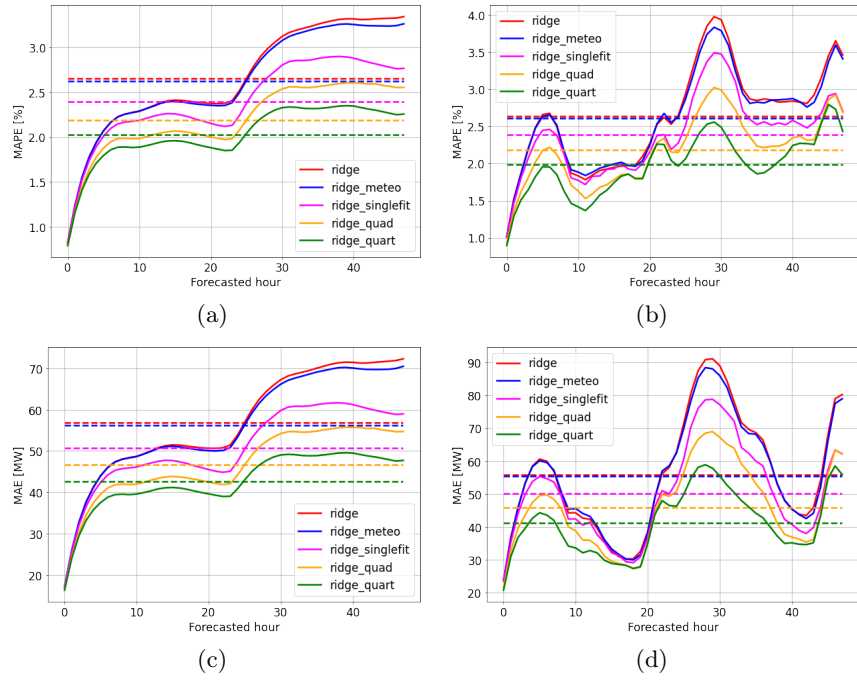 3.0
2.5
2.0
1.5
1.0
MAPE [%]
ridge
ridge_meteo
ridge_singlefit
ridge_quad
ridge_quart
0 10 20 30 40
Forecasted hour
(a)
4.0
3.5
3.0
2.5
2.0
1.5
1.0
MAPE [%]
ridge
ridge_meteo
ridge_singlefit
ridge_quad
ridge_quart
0 20 40
Forecasted hour
(b)
70
60
50
40
30
20
MAE [MW]
ridge
ridge_meteo
ridge_singlefit
ridge_quad
ridge_quart
0 10 20 30 40
Forecasted hour
(c)
90
80
70
60
50
40
30
20
MAE [MW]
ridge
ridge_meteo
ridge_singlefit
ridge_quad
ridge_quart
0 20 40
Forecasted hour
(d)